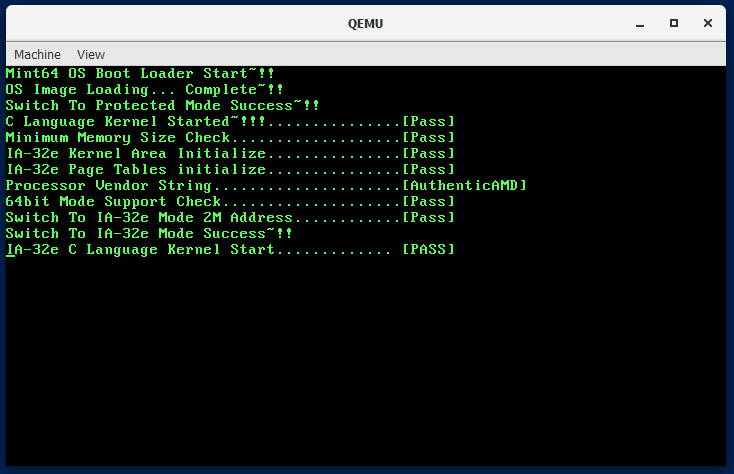 QEMU
Machine View
Mint64 OS Boot Loader Start~!!
OS Image Loading... Complete~!!
Switch To Protected Mode Success~!!
C Language Kernel Started~!!!...............[Pass]
Minimum Memory Size Check...................[Pass]
IA-32e Kernel Area Initialize...............[Pass]
IA-32e Page Tables initialize...............[Pass]
Processor Vendor String.....................[AuthenticAMD]
64bit Mode Support Check....................[Pass]
Switch To IA-32e Mode 2M Address............[Pass]
Switch To IA-32e Mode Success~!!
IA-32e C Language Kernel Start............. [PASS]